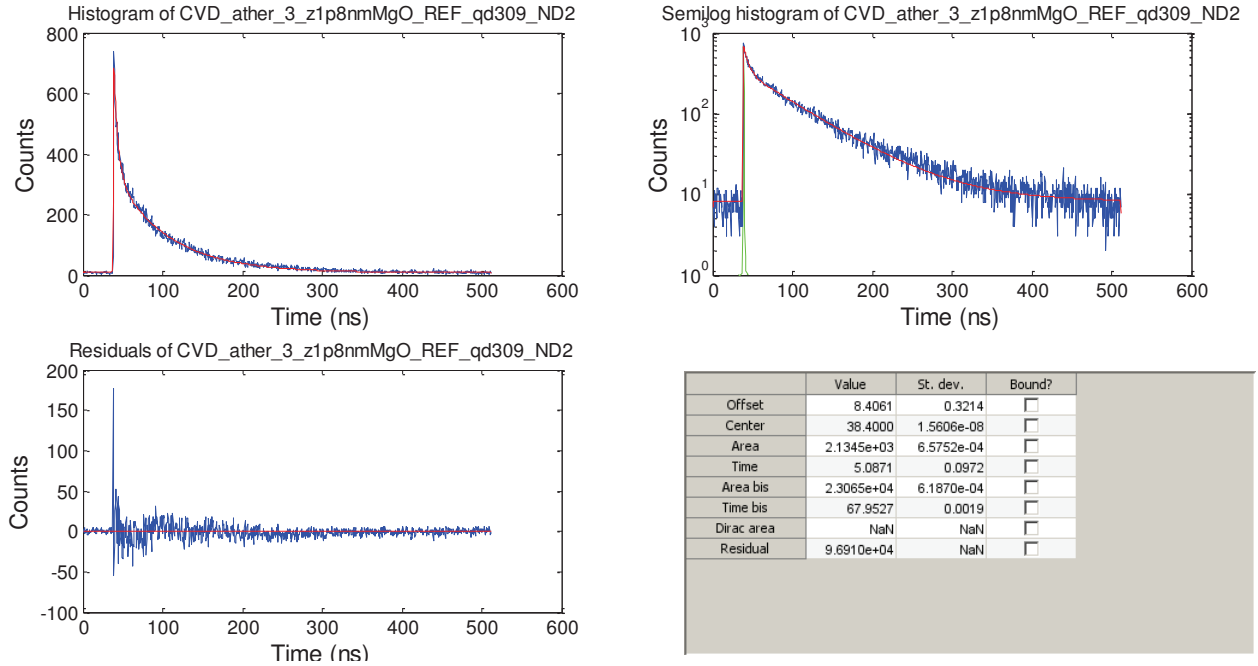 Histogram of CVD_ather_3_z1p8nmMgO_REF_qd309_ND2
800
600
400
200
0
0 100 200 300 400 500 600
Counts
Time (ns)
Semilog histogram of CVD_ather_3_z1p8nmMgO_REF_qd309_ND2
10^3
10^2
10^1
10^0
0 100 200 300 400 500 600
Counts
Time (ns)
Residuals of CVD_ather_3_z1p8nmMgO_REF_qd309_ND2
200
150
100
50
0
-50
-100
0 100 200 300 400 500 600
Counts
Time (ns)
Value St. dev. Bound?
Offset 8.4061 0.3214
Center 38.4000 1.5606e-08
Area 2.1345e+03 6.5752e-04
Time 5.0871 0.0972
Area bis 2.3065e+04 6.1870e-04
Time bis 67.9527 0.0019
Dirac area NaN NaN
Residual 9.6910e+04 NaN